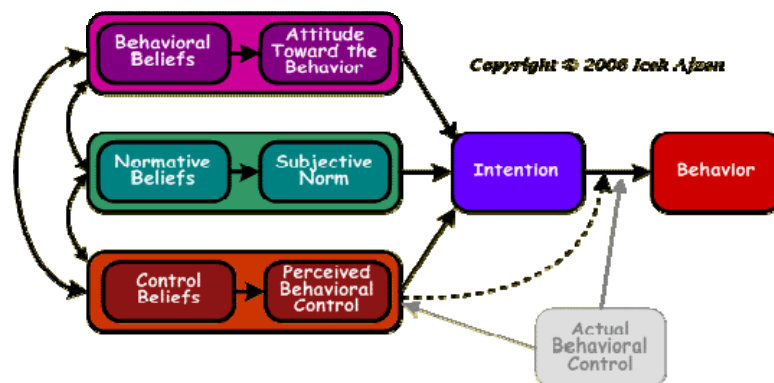 Behavioral
Beliefs
Attitude
Toward the
Behavior
Copyright © 2006 Icek Ajzen
Normative
Beliefs
Subjective
Norm
Intention
Behavior
Control
Beliefs
Perceived
Behavioral
Control
Actual
Behavioral
Control